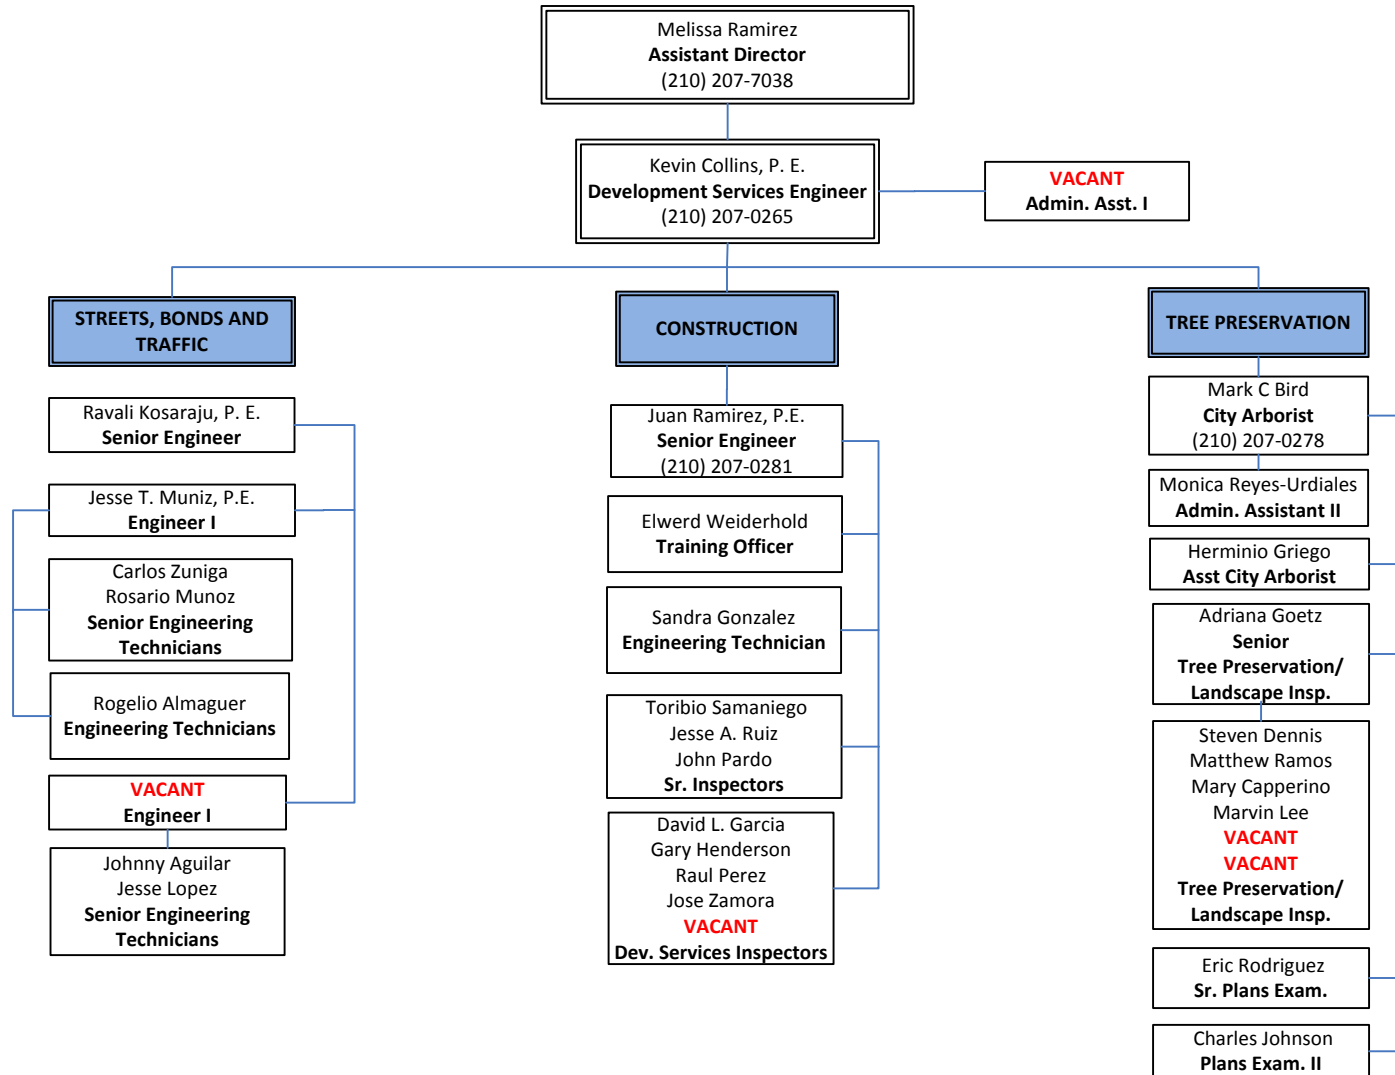 Melissa Ramirez
Assistant Director
(210) 207-7038
Kevin Collins, P. E.
Development Services Engineer
(210) 207-0265
VACANT
Admin. Asst. I
STREETS, BONDS AND
TRAFFIC
Ravali Kosaraju, P. E.
Senior Engineer
Jesse T. Muniz, P.E.
Engineer I
Carlos Zuniga
Rosario Munoz
Senior Engineering
Technicians
Rogelio Almaguer
Engineering Technicians
VACANT
Engineer I
Johnny Aguilar
Jesse Lopez
Senior Engineering
Technicians
CONSTRUCTION
Juan Ramirez, P.E.
Senior Engineer
(210) 207-0281
Elwerd Weiderhold
Training Officer
Sandra Gonzalez
Engineering Technician
Toribio Samaniego
Jesse A. Ruiz
John Pardo
Sr. Inspectors
David L. Garcia
Gary Henderson
Raul Perez
Jose Zamora
VACANT
Dev. Services Inspectors
TREE PRESERVATION
Mark C Bird
City Arborist
(210) 207-0278
Monica Reyes-Urdiales
Admin. Assistant II
Herminio Griego
Asst City Arborist
Adriana Goetz
Senior
Tree Preservation/
Landscape Insp.
Steven Dennis
Matthew Ramos
Mary Capperino
Marvin Lee
VACANT
VACANT
Tree Preservation/
Landscape Insp.
Eric Rodriguez
Sr. Plans Exam.
Charles Johnson
Plans Exam. II